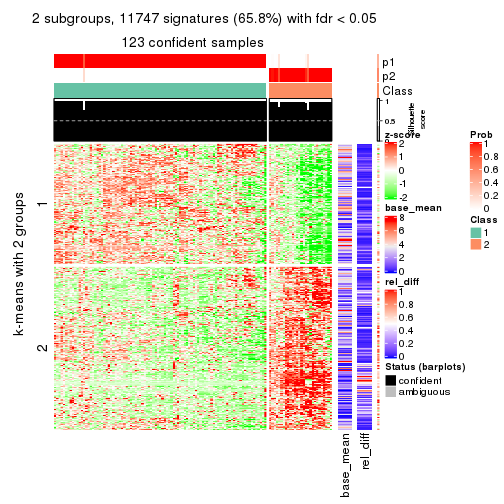 2 subgroups, 11747 signatures (65.8%) with fdr < 0.05
123 confident samples
p1
p2
Class
1
0.5
0
Silhouette
score
k-means with 2 groups
1
2
base_mean
rel_diff
z-score
2
1
0
-1
-2
base_mean
8
6
4
2
0
rel_diff
1
0.8
0.6
0.4
0.2
0
Status (barplots)
confident
ambiguous
Prob
1
0.8
0.6
0.4
0.2
0
Class
1
2